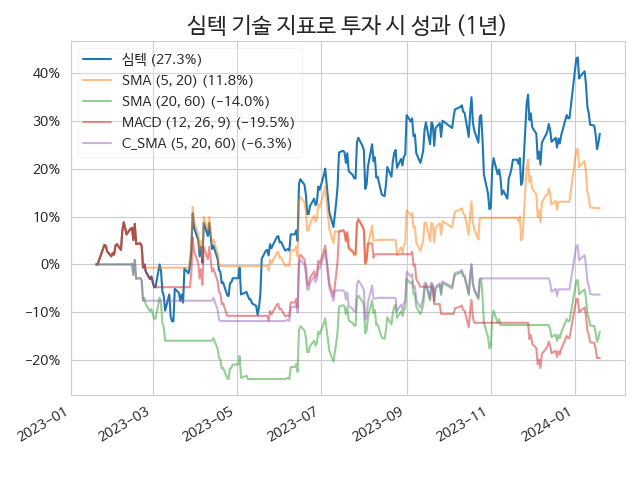 심텍 기술 지표로 투자 시 성과 (1년)
심텍 (27.3%)
SMA (5, 20) (11.8%)
SMA (20, 60) (−14.0%)
MACD (12, 26, 9) (−19.5%)
C_SMA (5, 20, 60) (−6.3%)
40%
30%
20%
10%
0%
−10%
−20%
2023−01
2023−03
2023−05
2023−07
2023−09
2023−11
2024−01